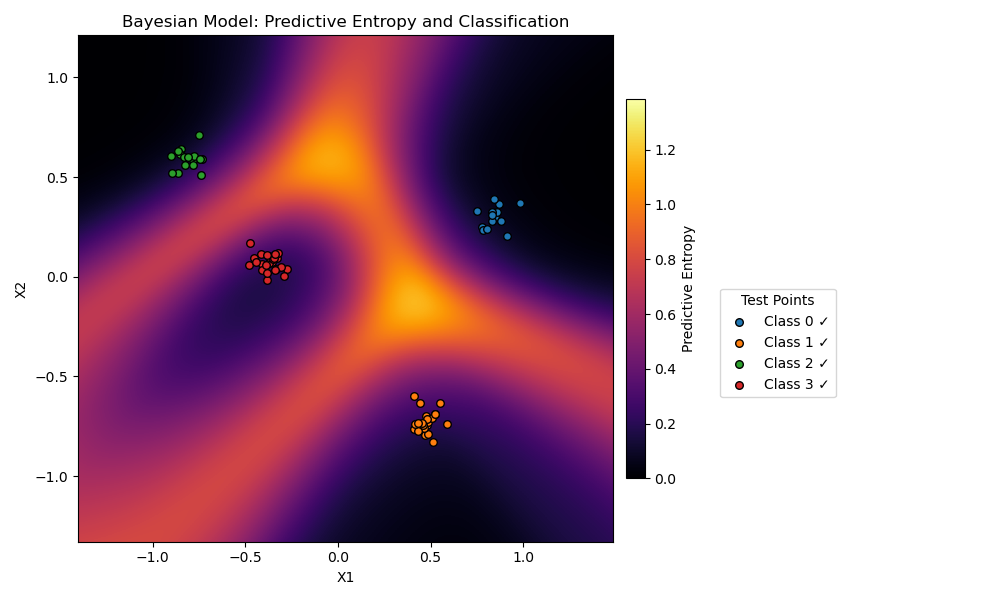 Bayesian Model: Predictive Entropy and Classification
1.0
0.5
0.0
−0.5
−1.0
X2
−1.0
−0.5
0.0
0.5
1.0
X1
1.2
1.0
0.8
0.6
0.4
0.2
0.0
Predictive Entropy
Test Points
Class 0 ✓
Class 1 ✓
Class 2 ✓
Class 3 ✓